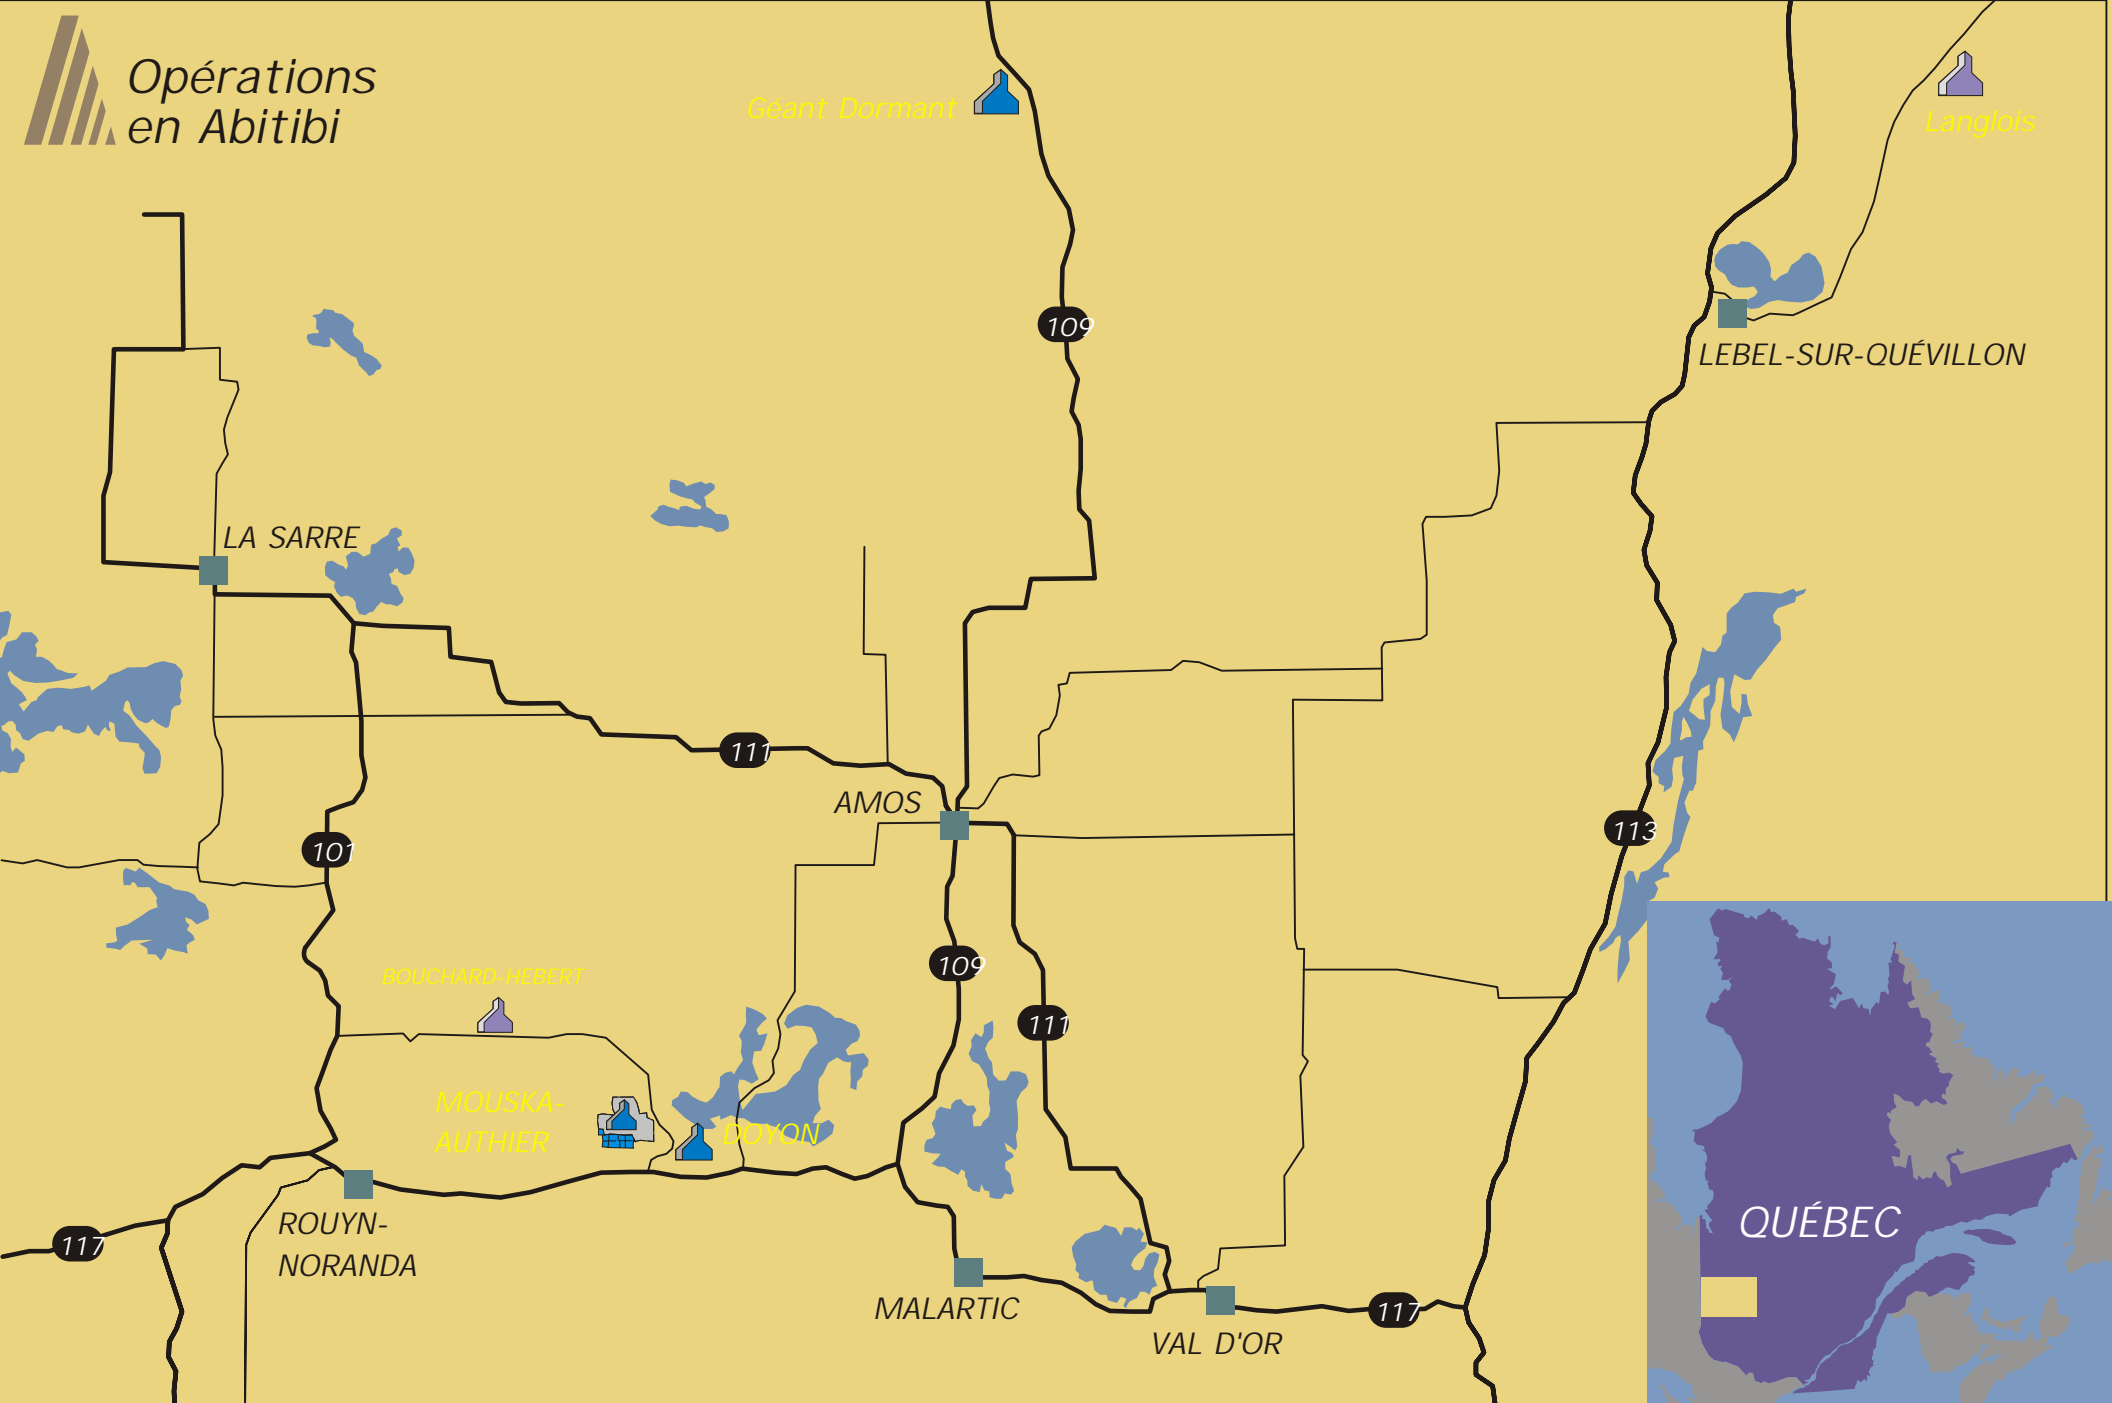 Opérations
en Abitibi
Géant Dormant
Langlois
109
LEBEL-SUR-QUÉVILLON
LA SARRE
111
AMOS
113
101
109
BOUCHARD-HEBERT
111
MOUSKA-
AUTHIER
DOYON
117
ROUYN-
NORANDA
QUÉBEC
MALARTIC
117
VAL D'OR